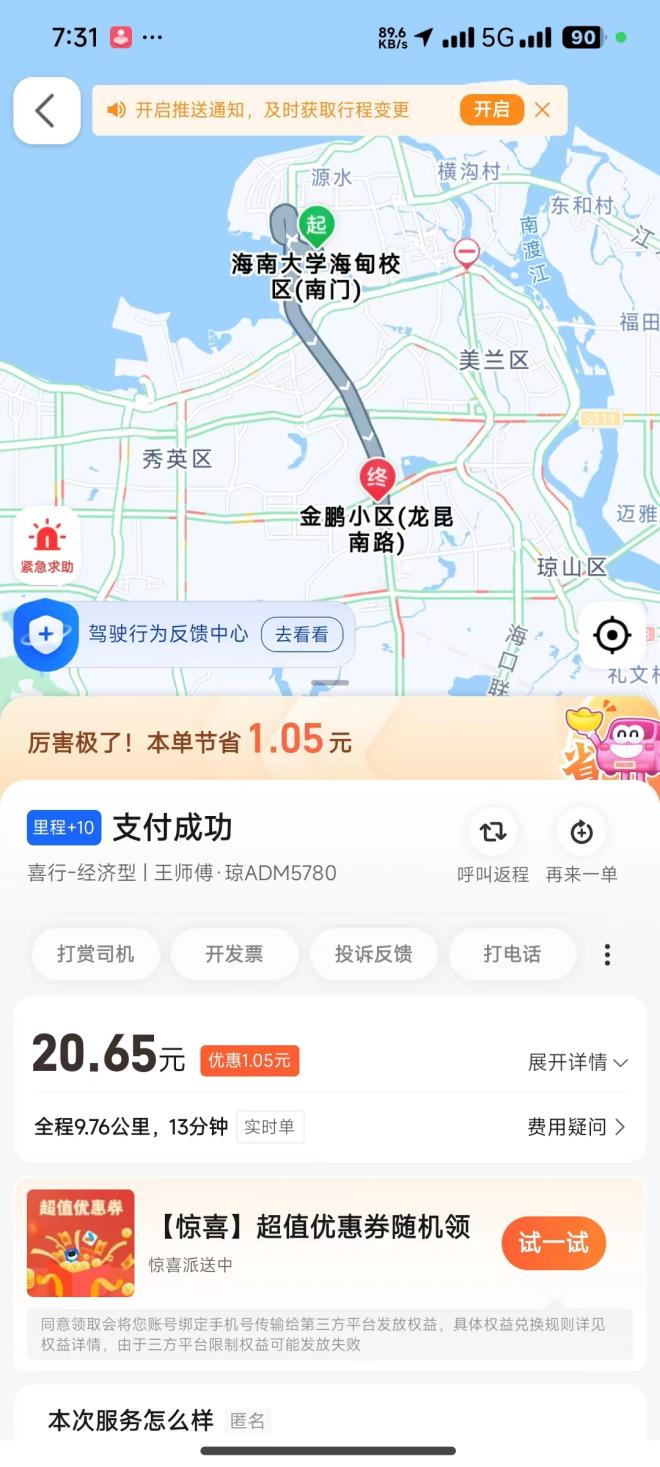 7:31 ···
89.6 KB/s 5G 90
开启推送通知，及时获取行程变更
开启
源水
横沟村
东和村
南渡江
起
海南大学海甸校
区(南门)
福田
美兰区
S111
秀英区
终
金鹏小区(龙昆
南路)
迈雅
紧急求助
琼山区
驾驶行为反馈中心
去看看
海口联
礼文村
厉害极了！本单节省1.05元
省
里程+10
支付成功
喜行-经济型 | 王师傅·琼ADM5780
呼叫返程
再来一单
打赏司机
开发票
投诉反馈
打电话
20.65元
优惠1.05元
展开详情
全程9.76公里，13分钟
实时单
费用疑问
超值优惠券
【惊喜】超值优惠券随机领
惊喜派送中
试一试
同意领取会将您账号绑定手机号传输给第三方平台发放权益，具体权益兑换规则详见
权益详情，由于三方平台限制权益可能发放失败
本次服务怎么样
匿名